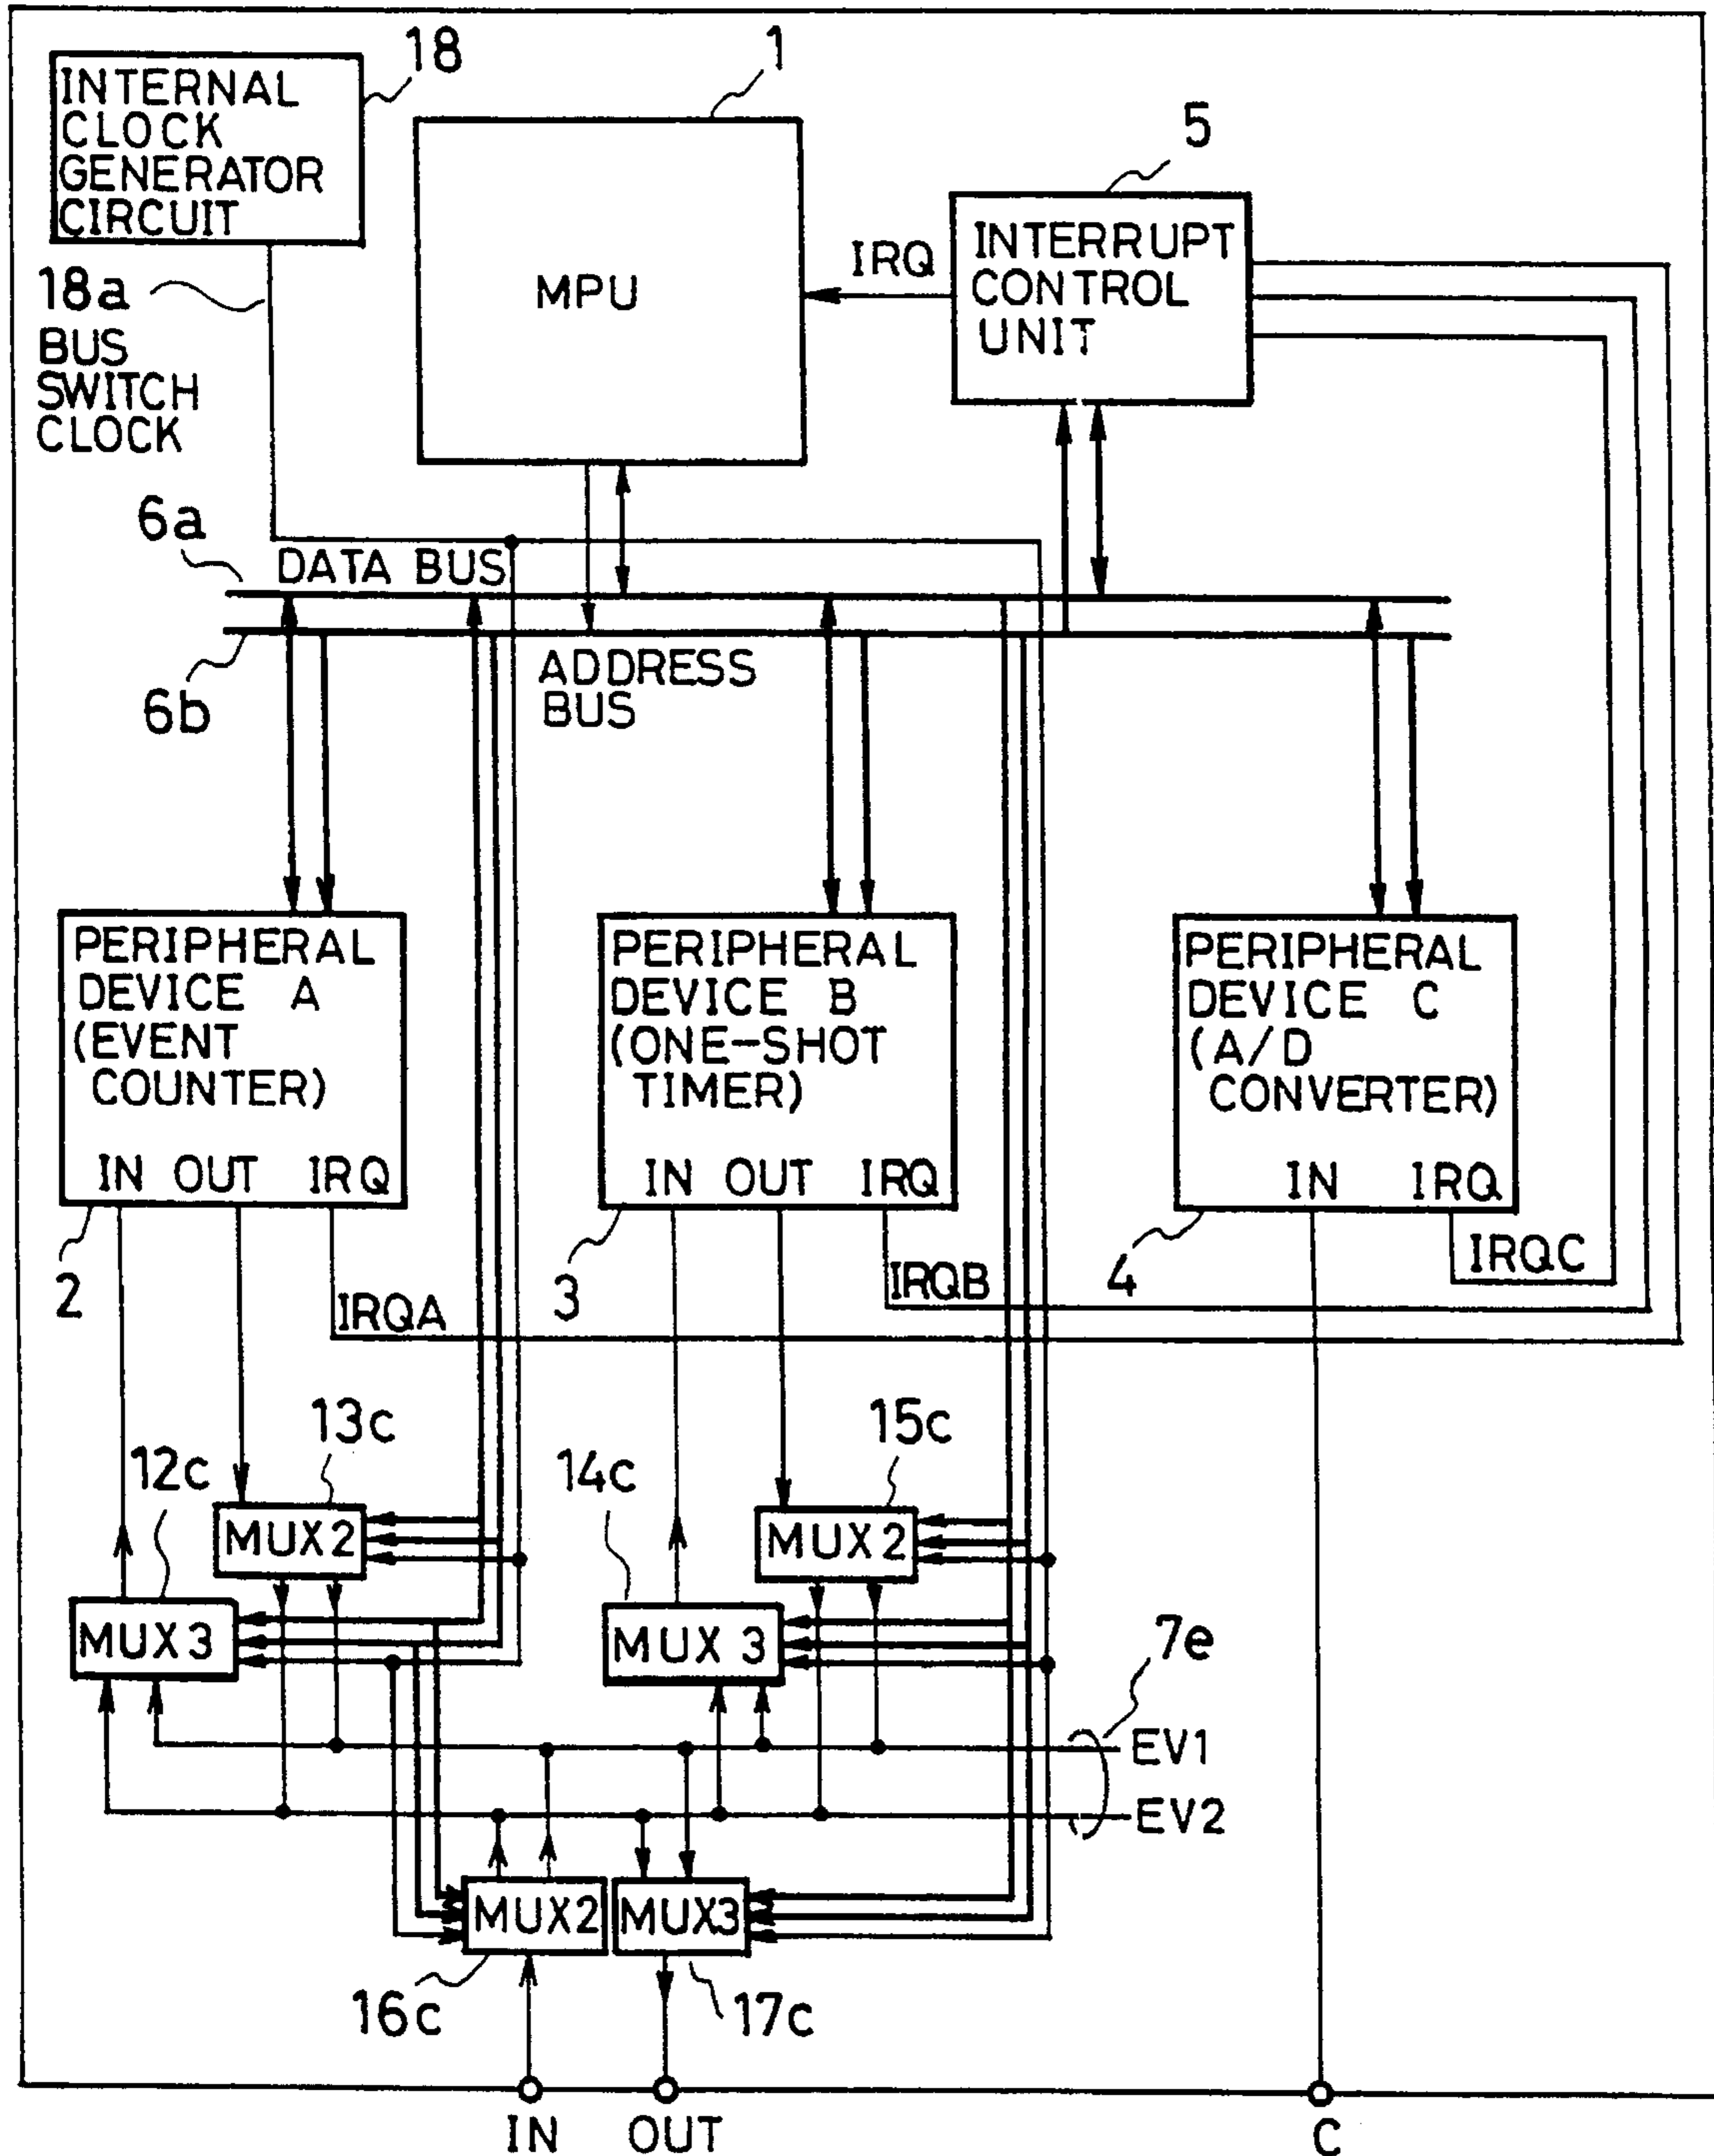 18
1
INTERNAL
CLOCK
GENERATOR
CIRCUIT
5
18a
BUS
SWITCH
CLOCK
MPU
IRQ
INTERRUPT
CONTROL
UNIT
6a
DATA BUS
6b
ADDRESS
BUS
PERIPHERAL
DEVICE A
(EVENT
COUNTER)
IN OUT IRQ
PERIPHERAL
DEVICE B
(ONE-SHOT
TIMER)
IN OUT IRQ
PERIPHERAL
DEVICE C
(A/D
CONVERTER)
IN IRQ
2
IRQA
3
IRQB
4
IRQC
12c
13c
14c
15c
MUX2
MUX2
MUX3
MUX 3
7e
EV1
EV2
MUX2
MUX3
16c
17c
IN
OUT
C